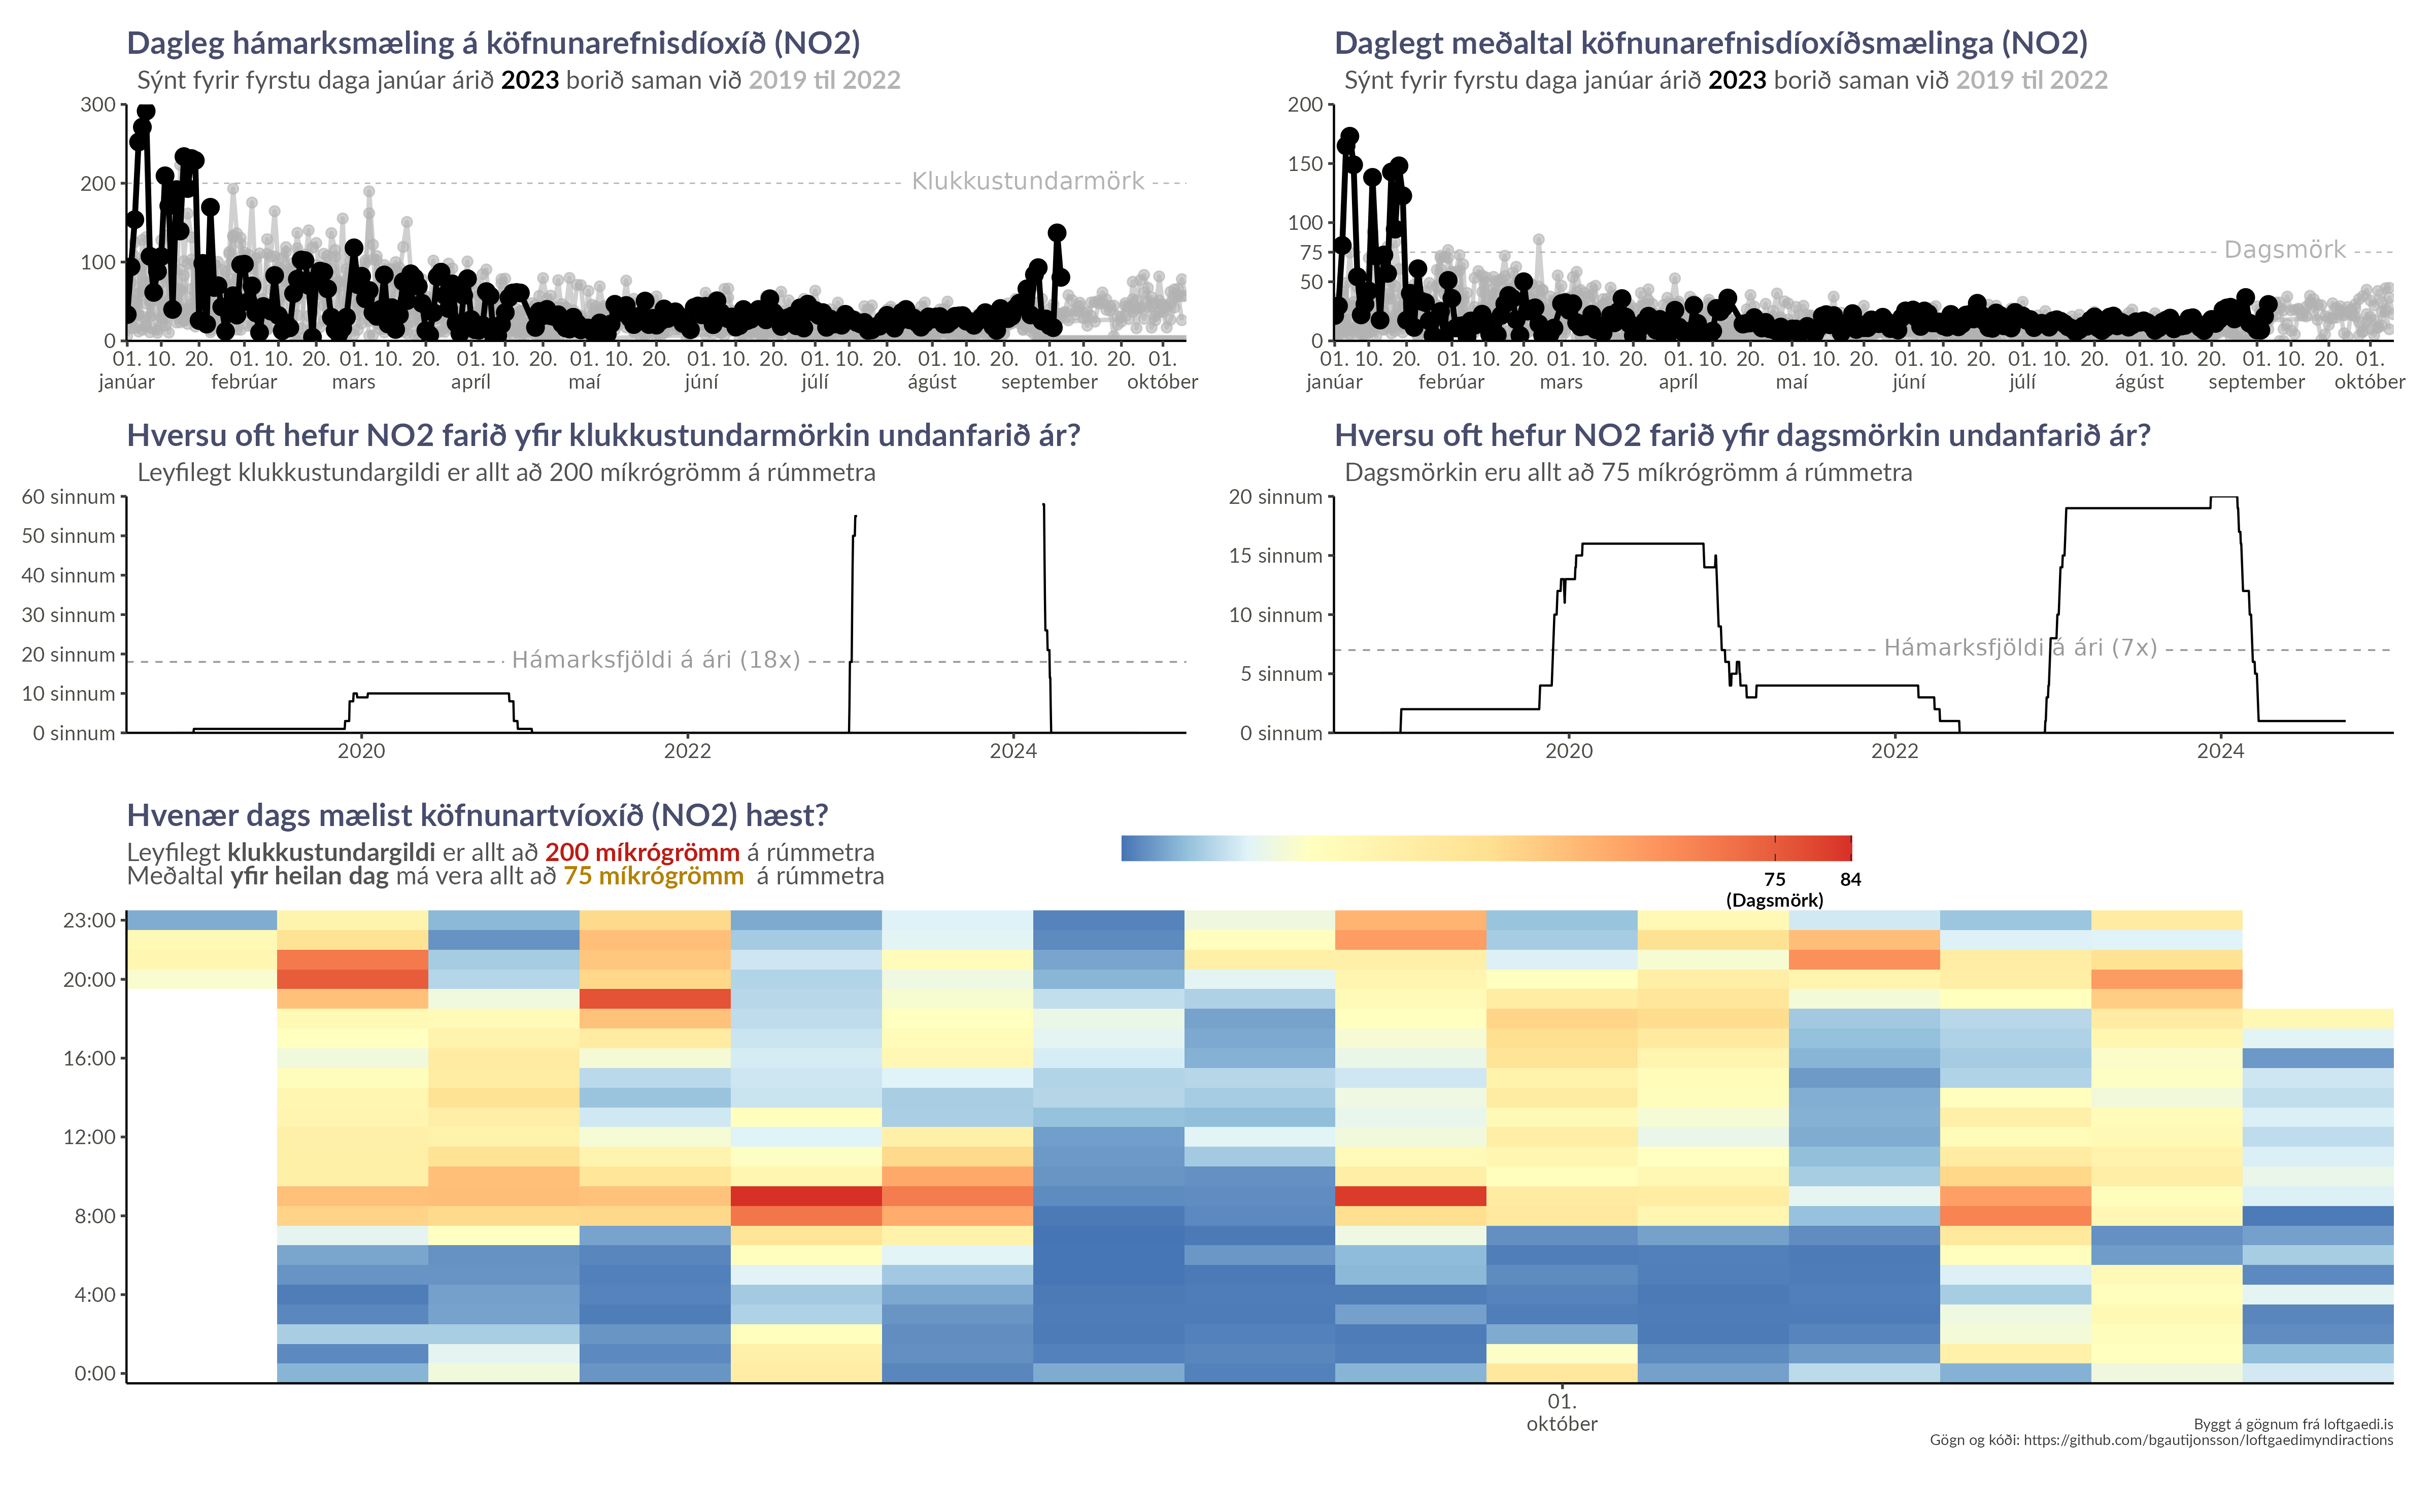 Dagleg hámarksmæling á köfnunarefnisdíoxíð (NO2)
Sýnt fyrir fyrstu daga janúar árið 2023 borið saman við 2019 til 2022
300
200
100
0
Klukkustundarmörk
01. 10. 20. 01. 10. 20. 01. 10. 20. 01. 10. 20. 01. 10. 20. 01. 10. 20. 01. 10. 20. 01. 10. 20. 01. 10. 20. 01.
janúar febrúar mars apríl maí júní júlí ágúst september október
Daglegt meðaltal köfnunarefnisdíoxíðsmælinga (NO2)
Sýnt fyrir fyrstu daga janúar árið 2023 borið saman við 2019 til 2022
200
150
100
75
50
0
Dagsmörk
01. 10. 20. 01. 10. 20. 01. 10. 20. 01. 10. 20. 01. 10. 20. 01. 10. 20. 01. 10. 20. 01. 10. 20. 01. 10. 20. 01.
janúar febrúar mars apríl maí júní júlí ágúst september október
Hversu oft hefur NO2 farið yfir klukkustundarmörkin undanfarið ár?
Leyfilegt klukkustundargildi er allt að 200 míkrógrömm á rúmmetra
60 sinnum
50 sinnum
40 sinnum
30 sinnum
20 sinnum
10 sinnum
0 sinnum
Hámarksfjöldi á ári (18x)
2020 2022 2024
Hversu oft hefur NO2 farið yfir dagsmörkin undanfarið ár?
Dagsmörkin eru allt að 75 míkrógrömm á rúmmetra
20 sinnum
15 sinnum
10 sinnum
5 sinnum
0 sinnum
Hámarksfjöldi á ári (7x)
2020 2022 2024
Hvenær dags mælist köfnunartvíoxíð (NO2) hæst?
Leyfilegt klukkustundargildi er allt að 200 míkrógrömm á rúmmetra
Meðaltal yfir heilan dag má vera allt að 75 míkrógrömm á rúmmetra
75 84
(Dagsmörk)
23:00
20:00
16:00
12:00
8:00
4:00
0:00
01.
október
Byggt á gögnum frá loftgaedi.is
Gögn og kóði: https://github.com/bgautijonsson/loftgaedimyndiractions